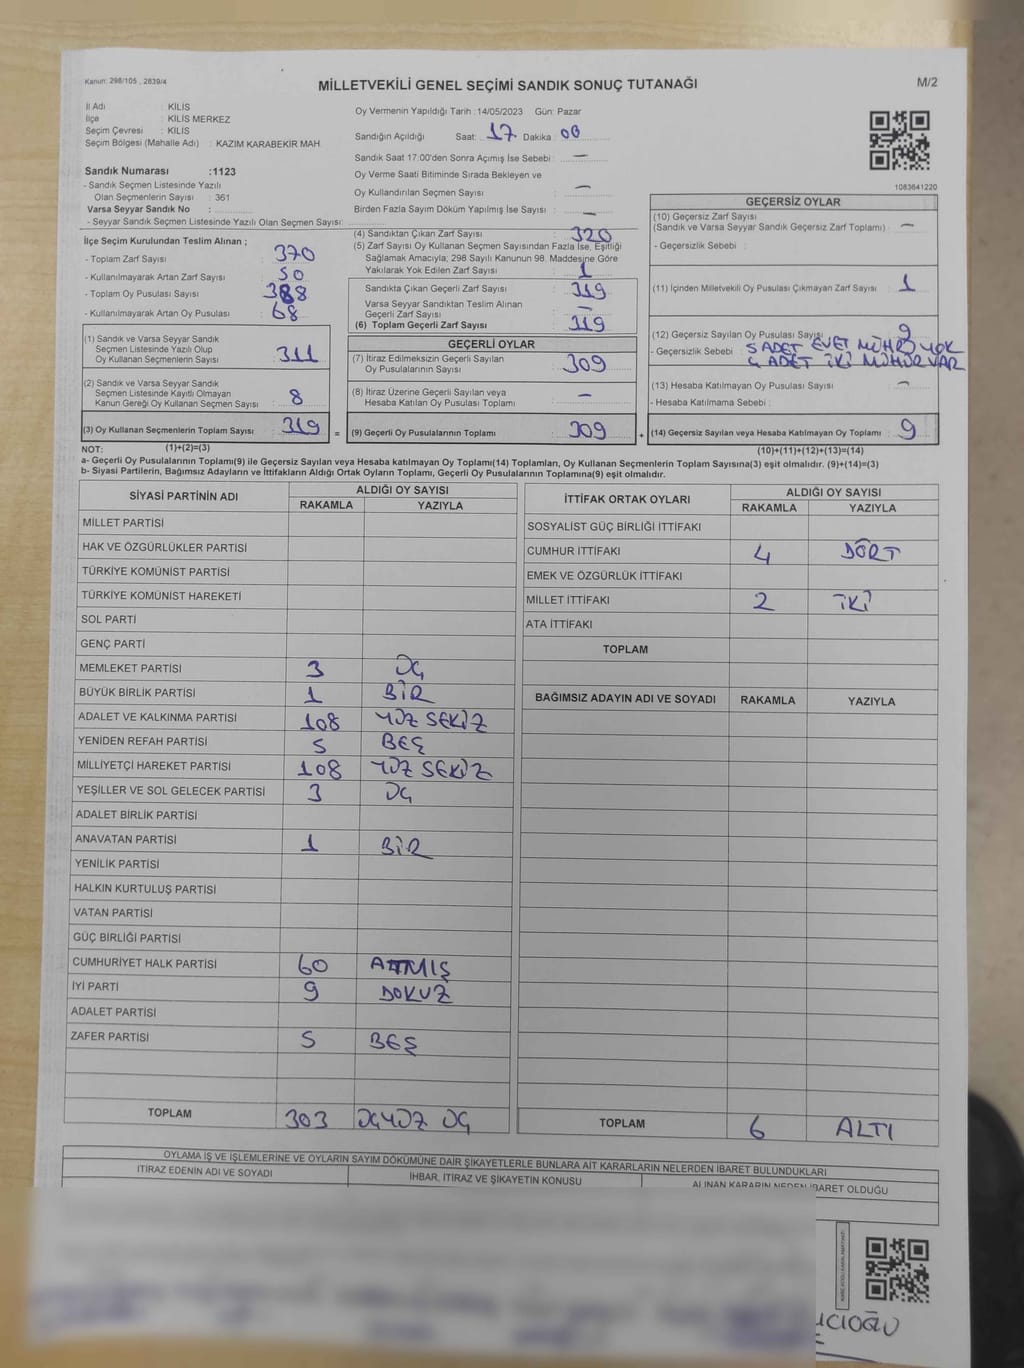 Kanun: 298/105 , 2839/4
MİLLETVEKİLİ GENEL SEÇİMİ SANDIK SONUÇ TUTANAĞI
M/2
İl Adı : KİLİS
İlçe : KİLİS MERKEZ
Seçim Çevresi : KİLİS
Seçim Bölgesi (Mahalle Adı) : KAZIM KARABEKİR MAH.
Sandık Numarası :1123
- Sandık Seçmen Listesinde Yazılı
Olan Seçmenlerin Sayısı : 361
Varsa Seyyar Sandık No :
- Seyyar Sandık Seçmen Listesinde Yazılı Olan Seçmen Sayısı:
Oy Vermenin Yapıldığı Tarih :14/05/2023 Gün: Pazar
Sandığın Açıldığı Saat: 17 Dakika : 00
Sandık Saat 17:00'den Sonra Açımış İse Sebebi : —
Oy Verme Saati Bitiminde Sırada Bekleyen ve
Oy Kullandırılan Seçmen Sayısı : —
Birden Fazla Sayım Döküm Yapılmış İse Sayısı : —
1083641220
İlçe Seçim Kurulundan Teslim Alınan ;
- Toplam Zarf Sayısı : 370
- Kullanılmayarak Artan Zarf Sayısı : 50
- Toplam Oy Pusulası Sayısı : 388
- Kullanılmayarak Artan Oy Pusulası : 68
(1) Sandık ve Varsa Seyyar Sandık
Seçmen Listesinde Yazılı Olup
Oy Kullanan Seçmenlerin Sayısı : 311
(2) Sandık ve Varsa Seyyar Sandık
Seçmen Listesinde Kayıtlı Olmayan
Kanun Gereği Oy Kullanan Seçmen Sayısı : 8
(3) Oy Kullanan Seçmenlerin Toplam Sayısı : 319
(4) Sandıktan Çıkan Zarf Sayısı : 320
(5) Zarf Sayısı Oy Kullanan Seçmen Sayısından Fazla İse, Eşitliği
Sağlamak Amacıyla; 298 Sayılı Kanunun 98. Maddesine Göre
Yakılarak Yok Edilen Zarf Sayısı : 1
Sandıkta Çıkan Geçerli Zarf Sayısı : 319
Varsa Seyyar Sandıktan Teslim Alınan
Geçerli Zarf Sayısı : —
(6) Toplam Geçerli Zarf Sayısı : 319
GEÇERLİ OYLAR
(7) İtiraz Edilmeksizin Geçerli Sayılan
Oy Pusulalarının Sayısı : 309
(8) İtiraz Üzerine Geçerli Sayılan veya
Hesaba Katılan Oy Pusulası Toplamı : —
= (9) Geçerli Oy Pusulalarının Toplamı : 309
GEÇERSİZ OYLAR
(10) Geçersiz Zarf Sayısı
(Sandık ve Varsa Seyyar Sandık Geçersiz Zarf Toplamı) : —
- Geçersizlik Sebebi :
(11) İçinden Milletvekili Oy Pusulası Çıkmayan Zarf Sayısı : 1
(12) Geçersiz Sayılan Oy Pusulası Sayısı : 9
- Geçersizlik Sebebi : 5 ADET EVET MÜHRÜ YOK
4 ADET İKİ MÜHÜR VAR
(13) Hesaba Katılmayan Oy Pusulası Sayısı : —
- Hesaba Katılmama Sebebi :
+ (14) Geçersiz Sayılan veya Hesaba Katılmayan Oy Toplamı : 9
NOT: (1)+(2)=(3)
(10)+(11)+(12)+(13)=(14)
a- Geçerli Oy Pusulalarının Toplamı(9) ile Geçersiz Sayılan veya Hesaba katılmayan Oy Toplamı(14) Toplamları, Oy Kullanan Seçmenlerin Toplam Sayısına(3) eşit olmalıdır. (9)+(14)=(3)
b- Siyasi Partilerin, Bağımsız Adayların ve İttifakların Aldığı Ortak Oyların Toplamı, Geçerli Oy Pusulalarının Toplamına(9) eşit olmalıdır.
SİYASİ PARTİNİN ADI ALDIĞI OY SAYISI
RAKAMLA YAZIYLA
MİLLET PARTİSİ
HAK VE ÖZGÜRLÜKLER PARTİSİ
TÜRKİYE KOMÜNİST PARTİSİ
TÜRKİYE KOMÜNİST HAREKETİ
SOL PARTİ
GENÇ PARTİ
MEMLEKET PARTİSİ 3 ÜÇ
BÜYÜK BİRLİK PARTİSİ 1 BİR
ADALET VE KALKINMA PARTİSİ 108 YÜZ SEKİZ
YENİDEN REFAH PARTİSİ 5 BEŞ
MİLLİYETÇİ HAREKET PARTİSİ 108 YÜZ SEKİZ
YEŞİLLER VE SOL GELECEK PARTİSİ 3 ÜÇ
ADALET BİRLİK PARTİSİ
ANAVATAN PARTİSİ 1 BİR
YENİLİK PARTİSİ
HALKIN KURTULUŞ PARTİSİ
VATAN PARTİSİ
GÜÇ BİRLİĞİ PARTİSİ
CUMHURİYET HALK PARTİSİ 60 ATMIŞ
İYİ PARTİ 9 DOKUZ
ADALET PARTİSİ
ZAFER PARTİSİ 5 BEŞ
TOPLAM 303 ÜÇYÜZ ÜÇ
İTTİFAK ORTAK OYLARI ALDIĞI OY SAYISI
RAKAMLA YAZIYLA
SOSYALİST GÜÇ BİRLİĞİ İTTİFAKI
CUMHUR İTTİFAKI 4 DÖRT
EMEK VE ÖZGÜRLÜK İTTİFAKI
MİLLET İTTİFAKI 2 İKİ
ATA İTTİFAKI
TOPLAM
BAĞIMSIZ ADAYIN ADI VE SOYADI RAKAMLA YAZIYLA
TOPLAM 6 ALTI
OYLAMA İŞ VE İŞLEMLERİNE VE OYLARIN SAYIM DÖKÜMÜNE DAİR ŞİKAYETLERLE BUNLARA AİT KARARLARIN NELERDEN İBARET BULUNDUKLARI
İTİRAZ EDENİN ADI VE SOYADI İHBAR, İTİRAZ VE ŞİKAYETİN KONUSU ALINAN KARARIN NEDEN İBARET OLDUĞU
UCIOĞLU